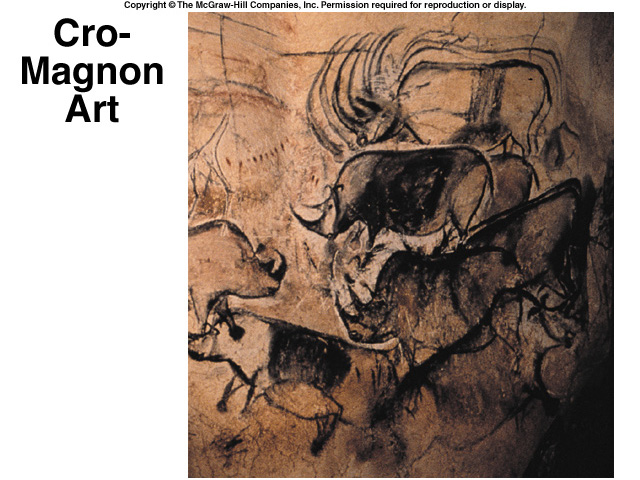 Copyright © The McGraw-Hill Companies, Inc. Permission required for reproduction or display.
Cro-
Magnon
Art